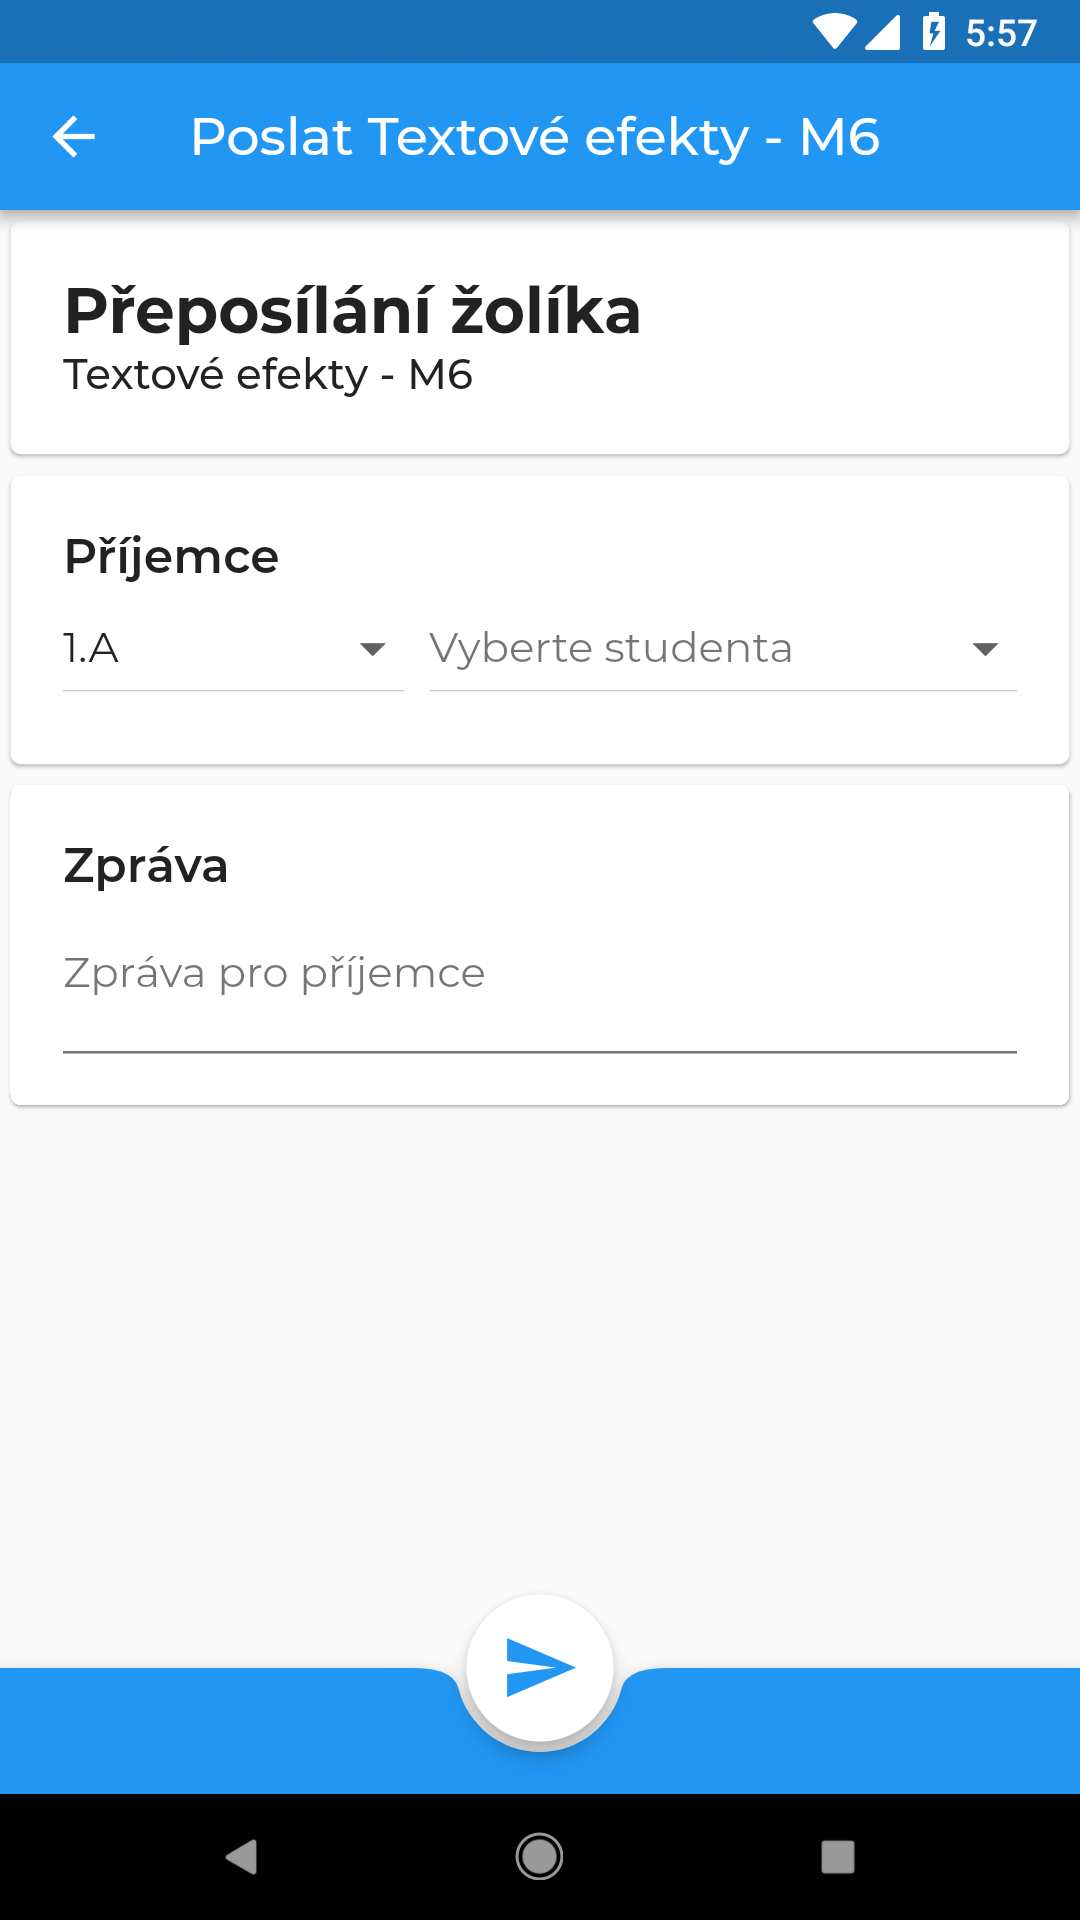 5:57
Poslat Textové efekty - M6
Přeposílání žolíka
Textové efekty - M6
Příjemce
1.A
Vyberte studenta
Zpráva
Zpráva pro příjemce